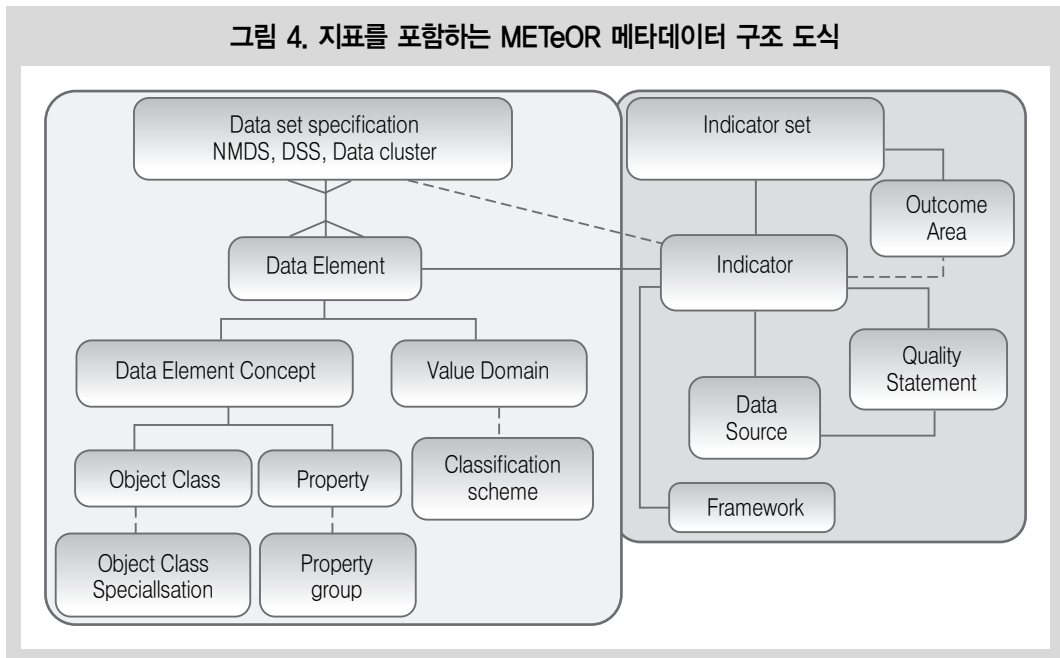 그림 4. 지표를 포함하는 METeOR 메타데이터 구조 도식
Data set specification
NMDS, DSS, Data cluster
Data Element
Data Element Concept
Value Domain
Object Class
Property
Classification
scheme
Object Class
Speciallsation
Property
group
Indicator set
Outcome
Area
Indicator
Quality
Statement
Data
Source
Framework